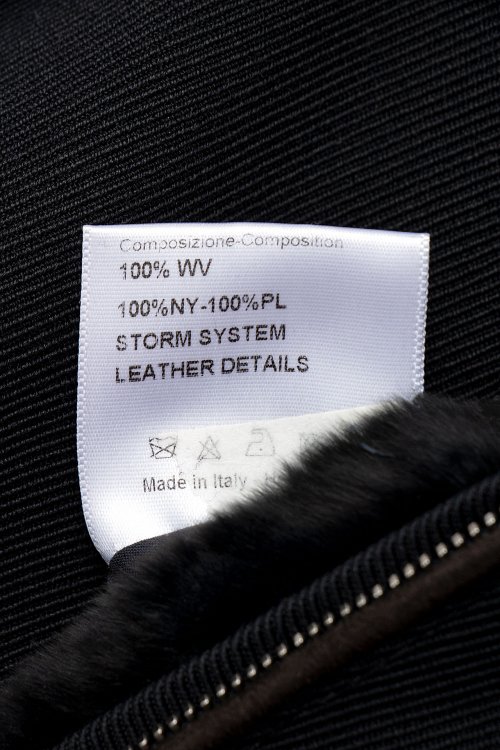 Composizione-Composition
100% WV
100%NY-100%PL
STORM SYSTEM
LEATHER DETAILS
Made in Italy -